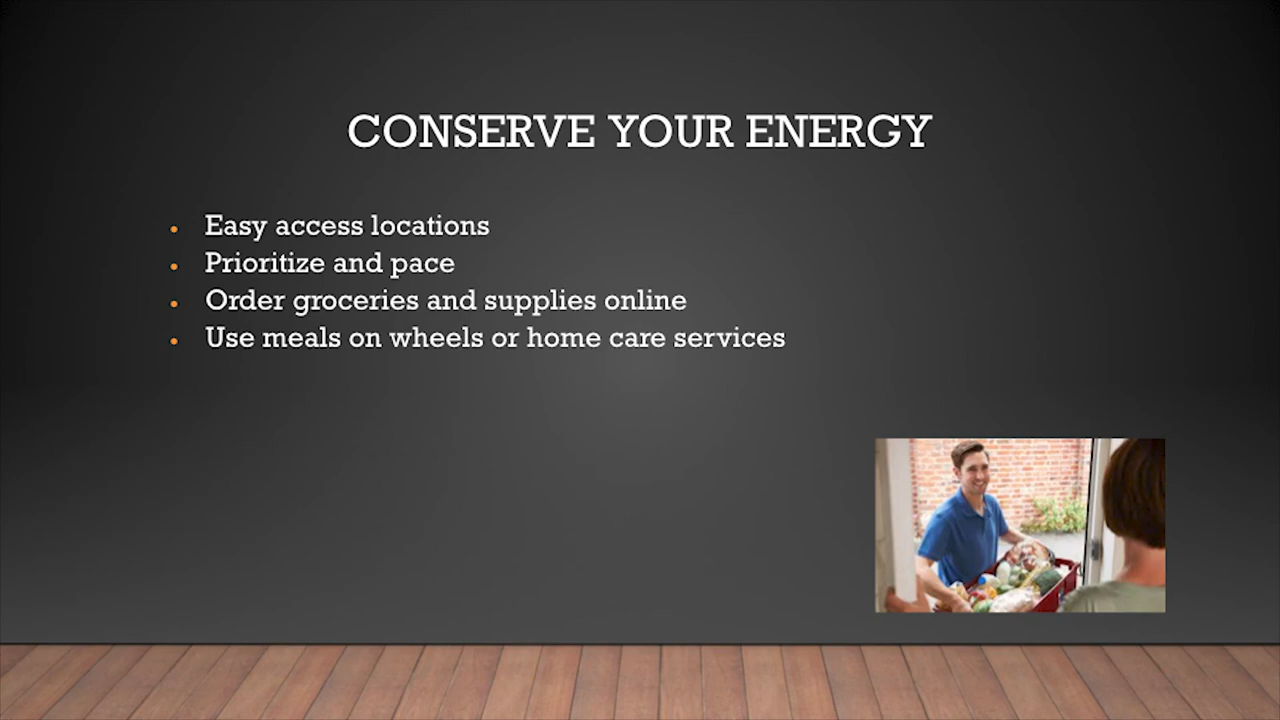 CONSERVE YOUR ENERGY
Easy access locations
Prioritize and pace
Order groceries and supplies online
Use meals on wheels or home care services